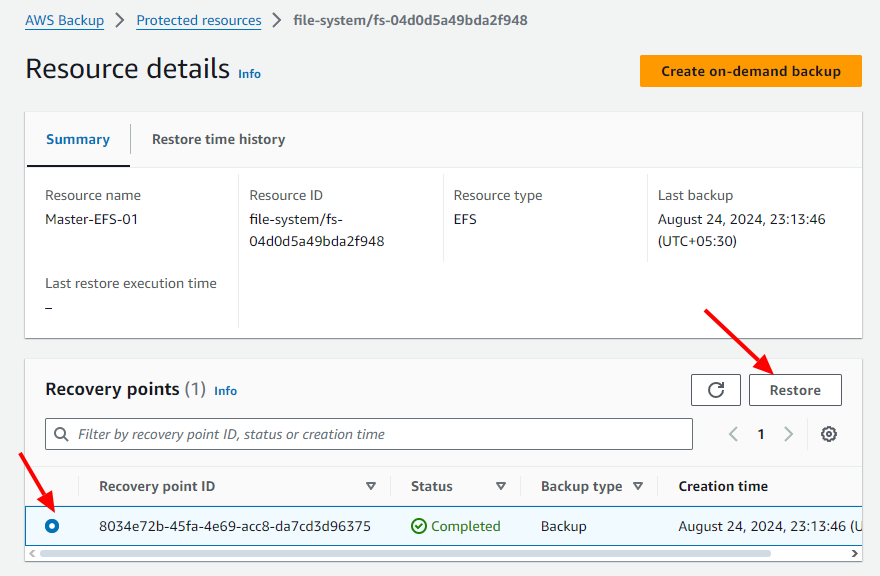 AWS Backup > Protected resources > file-system/fs-04d0d5a49bda2f948
Resource details Info
Create on-demand backup
Summary
Restore time history
Resource name
Master-EFS-01
Resource ID
file-system/fs-
04d0d5a49bda2f948
Resource type
EFS
Last backup
August 24, 2024, 23:13:46
(UTC+05:30)
Last restore execution time
–
Recovery points (1) Info
Restore
Filter by recovery point ID, status or creation time
1
Recovery point ID Status Backup type Creation time
8034e72b-45fa-4e69-acc8-da7cd3d96375 Completed Backup August 24, 2024, 23:13:46 (U